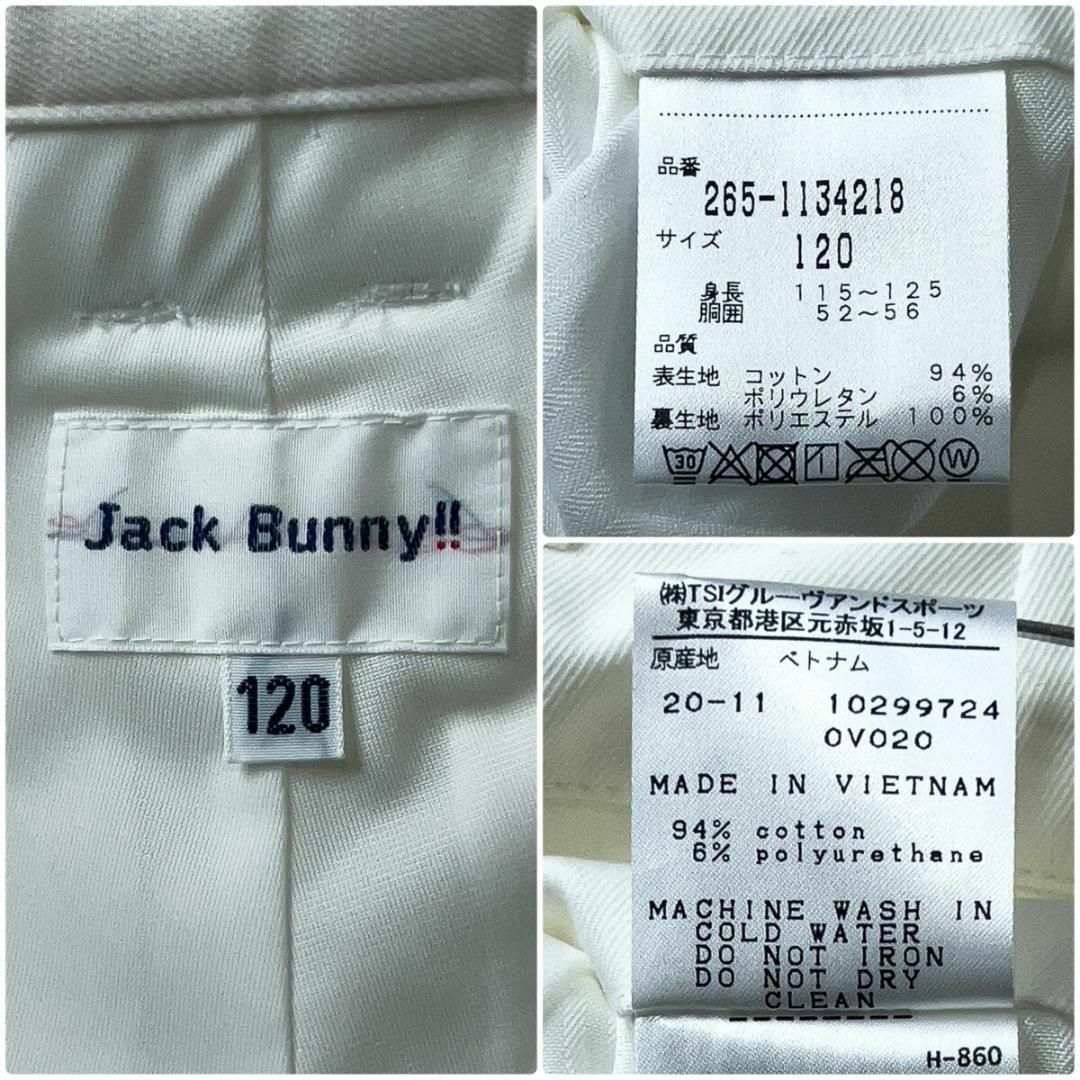 Jack Bunny!!
120
品番
265-1134218
サイズ
120
身長 115～125
胴囲 52～56
品質
表生地 コットン 94%
ポリウレタン 6%
裏生地 ポリエステル 100%
30
W
㈱TSIグルーヴアンドスポーツ
東京都港区元赤坂1-5-12
原産地 ベトナム
20-11 10299724
0V020
MADE IN VIETNAM
94% cotton
6% polyurethane
MACHINE WASH IN
COLD WATER
DO NOT IRON
DO NOT DRY
CLEAN
H-860